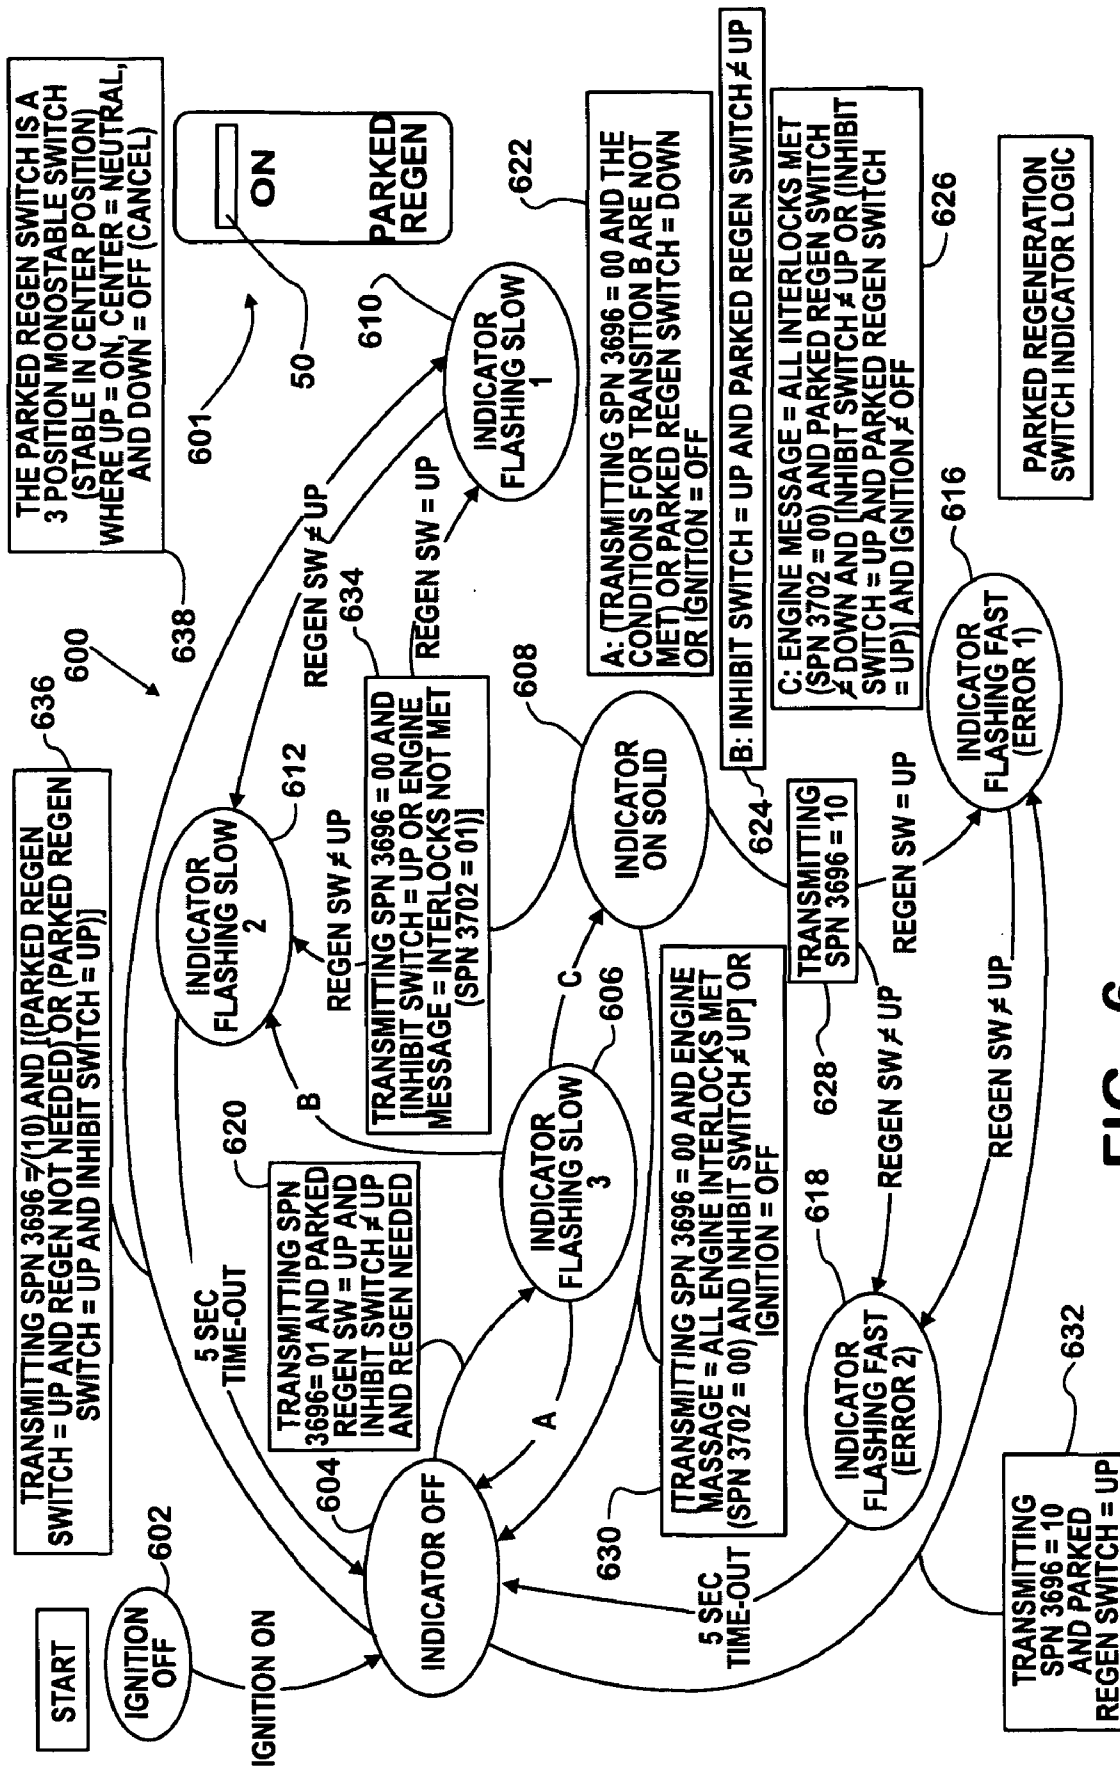 START
IGNITION
OFF
602
IGNITION ON
TRANSMITTING SPN 3696 ≠ (10) AND [(PARKED REGEN
SWITCH = UP AND REGEN NOT NEEDED) OR (PARKED REGEN
SWITCH = UP AND INHIBIT SWITCH = UP)]
636
600
THE PARKED REGEN SWITCH IS A
3 POSITION MONOSTABLE SWITCH
(STABLE IN CENTER POSITION)
WHERE UP = ON, CENTER = NEUTRAL,
AND DOWN = OFF (CANCEL)
638
601
ON
PARKED
REGEN
50
INDICATOR OFF
604
5 SEC
TIME-OUT
TRANSMITTING SPN
3696= 01 AND PARKED
REGEN SW = UP AND
INHIBIT SWITCH ≠ UP
AND REGEN NEEDED
620
INDICATOR
FLASHING SLOW
2
612
REGEN SW ≠ UP
INDICATOR
FLASHING SLOW
1
610
REGEN SW ≠ UP
TRANSMITTING SPN 3696 = 00 AND
[INHIBIT SWITCH = UP OR ENGINE
MESSAGE = INTERLOCKS NOT MET
(SPN 3702 = 01)]
634
REGEN SW = UP
A
B
C
INDICATOR
FLASHING SLOW
3
606
INDICATOR
ON SOLID
608
A: (TRANSMITTING SPN 3696 = 00 AND THE
CONDITIONS FOR TRANSITION B ARE NOT
MET) OR PARKED REGEN SWITCH = DOWN
OR IGNITION = OFF
622
B: INHIBIT SWITCH = UP AND PARKED REGEN SWITCH ≠ UP
624
C: ENGINE MESSAGE = ALL INTERLOCKS MET
(SPN 3702 = 00) AND PARKED REGEN SWITCH
≠ DOWN AND [INHIBIT SWITCH ≠ UP OR (INHIBIT
SWITCH = UP AND PARKED REGEN SWITCH
= UP)] AND IGNITION ≠ OFF
626
[TRANSMITTING SPN 3696 = 00 AND ENGINE
MASSAGE = ALL ENGINE INTERLOCKS MET
(SPN 3702 = 00) AND INHIBIT SWITCH ≠ UP] OR
IGNITION = OFF
630
TRANSMITTING
SPN 3696 = 10
628
REGEN SW ≠ UP
REGEN SW = UP
5 SEC
TIME-OUT
INDICATOR
FLASHING FAST
(ERROR 2)
618
REGEN SW ≠ UP
INDICATOR
FLASHING FAST
(ERROR 1)
616
TRANSMITTING
SPN 3696 = 10
AND PARKED
REGEN SWITCH = UP
632
PARKED REGENERATION
SWITCH INDICATOR LOGIC
FIG. 6